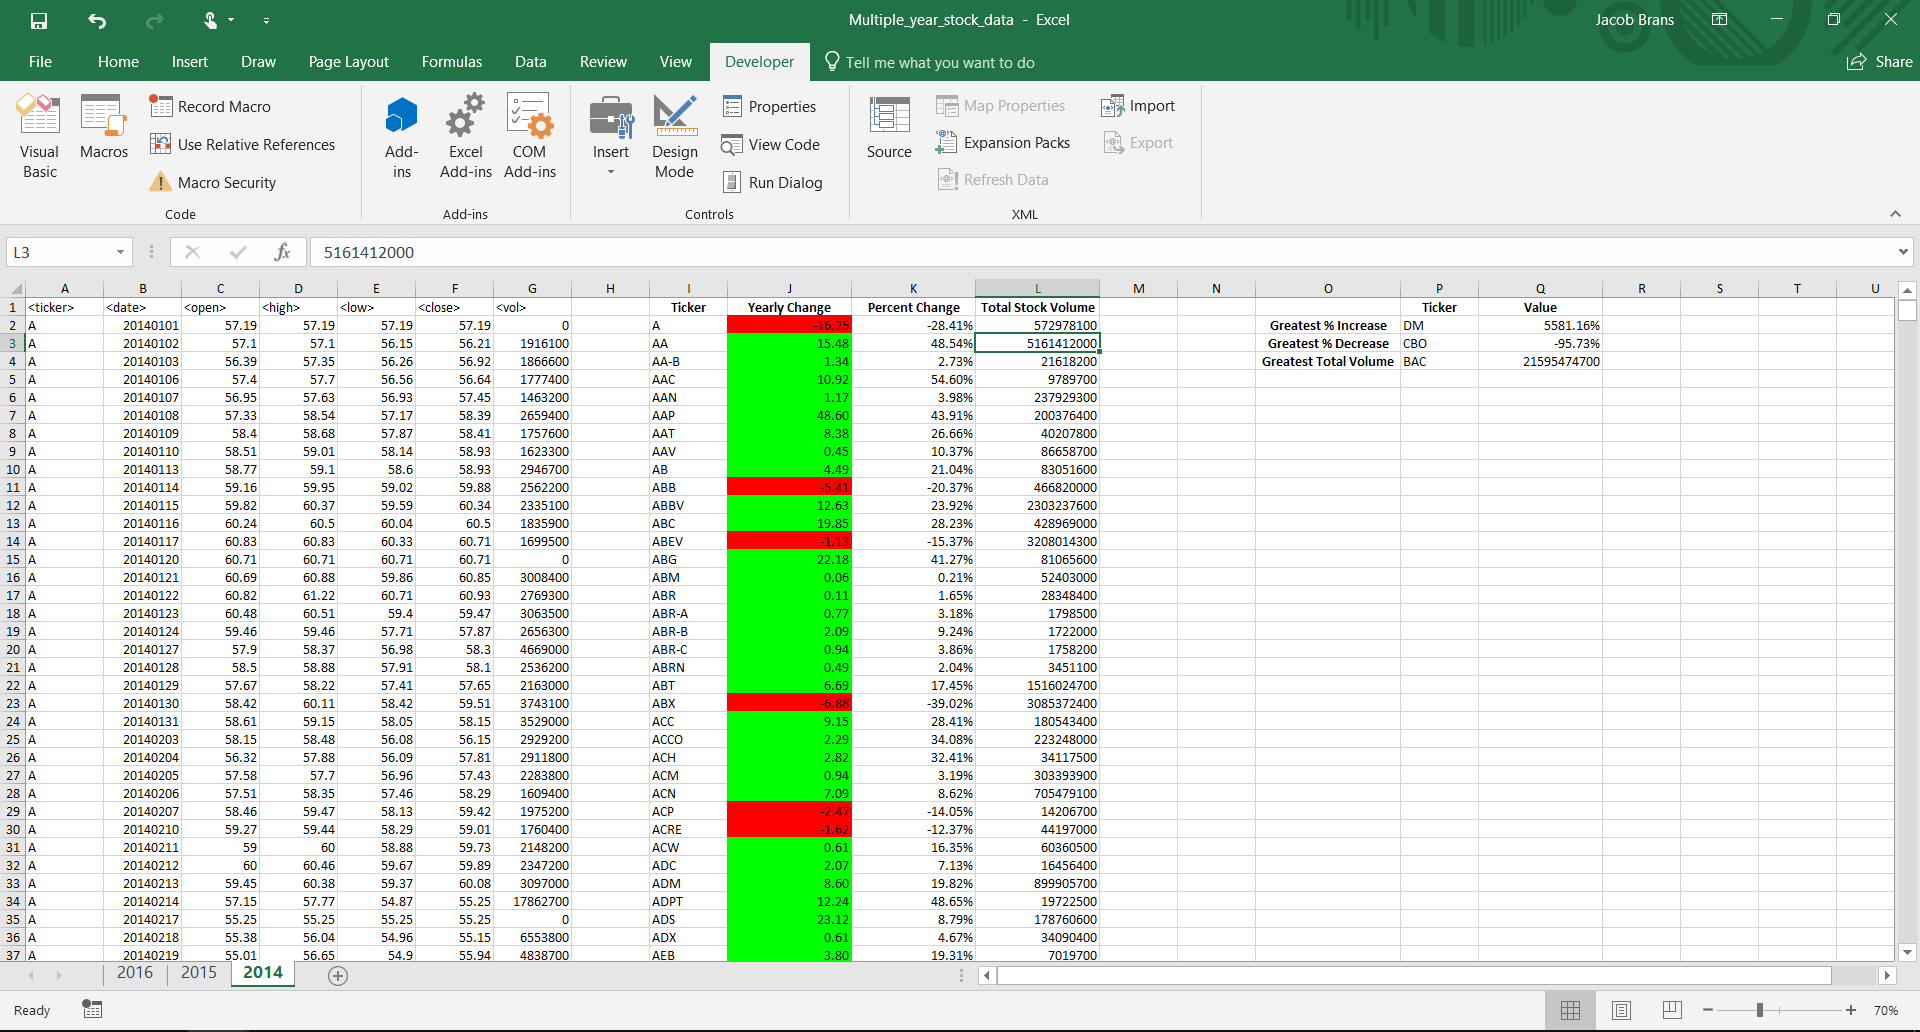 Multiple_year_stock_data - Excel
Jacob Brans
File Home Insert Draw Page Layout Formulas Data Review View Developer Tell me what you want to do Share
Visual Basic
Macros
Record Macro
Use Relative References
Macro Security
Code
Add-ins
Excel Add-ins
COM Add-ins
Add-ins
Insert
Design Mode
Properties
View Code
Run Dialog
Controls
Source
Map Properties
Expansion Packs
Refresh Data
Import
Export
XML
L3 fx 5161412000
A B C D E F G H I J K L M N O P Q R S T U
1 <ticker> <date> <open> <high> <low> <close> <vol> Ticker Yearly Change Percent Change Total Stock Volume Ticker Value
2 A 20140101 57.19 57.19 57.19 57.19 0 A -16.25 -28.41% 572978100 Greatest % Increase DM 5581.16%
3 A 20140102 57.1 57.1 56.15 56.21 1916100 AA 15.48 48.54% 5161412000 Greatest % Decrease CBO -95.73%
4 A 20140103 56.39 57.35 56.26 56.92 1866600 AA-B 1.34 2.73% 21618200 Greatest Total Volume BAC 21595474700
5 A 20140106 57.4 57.7 56.56 56.64 1777400 AAC 10.92 54.60% 9789700
6 A 20140107 56.95 57.63 56.93 57.45 1463200 AAN 1.17 3.98% 237929300
7 A 20140108 57.33 58.54 57.17 58.39 2659400 AAP 48.60 43.91% 200376400
8 A 20140109 58.4 58.68 57.87 58.41 1757600 AAT 8.38 26.66% 40207800
9 A 20140110 58.51 59.01 58.14 58.93 1623300 AAV 0.45 10.37% 86658700
10 A 20140113 58.77 59.1 58.6 58.93 2946700 AB 4.49 21.04% 83051600
11 A 20140114 59.16 59.95 59.02 59.88 2562200 ABB -5.41 -20.37% 466820000
12 A 20140115 59.82 60.37 59.59 60.34 2335100 ABBV 12.63 23.92% 2303237600
13 A 20140116 60.24 60.5 60.04 60.5 1835900 ABC 19.85 28.23% 428969000
14 A 20140117 60.83 60.83 60.33 60.71 1699500 ABEV -1.13 -15.37% 3208014300
15 A 20140120 60.71 60.71 60.71 60.71 0 ABG 22.18 41.27% 81065600
16 A 20140121 60.69 60.88 59.86 60.85 3008400 ABM 0.06 0.21% 52403000
17 A 20140122 60.82 61.22 60.71 60.93 2769300 ABR 0.11 1.65% 28348400
18 A 20140123 60.48 60.51 59.4 59.47 3063500 ABR-A 0.77 3.18% 1798500
19 A 20140124 59.46 59.46 57.71 57.87 2656300 ABR-B 2.09 9.24% 1722000
20 A 20140127 57.9 58.37 56.98 58.3 4669000 ABR-C 0.94 3.86% 1758200
21 A 20140128 58.5 58.88 57.91 58.1 2536200 ABRN 0.49 2.04% 3451100
22 A 20140129 57.67 58.22 57.41 57.65 2163000 ABT 6.69 17.45% 1516024700
23 A 20140130 58.42 60.11 58.42 59.51 3743100 ABX -6.88 -39.02% 3085372400
24 A 20140131 58.61 59.15 58.05 58.15 3529000 ACC 9.15 28.41% 180543400
25 A 20140203 58.15 58.48 56.08 56.15 2929200 ACCO 2.29 34.08% 223248000
26 A 20140204 56.32 57.88 56.09 57.81 2911800 ACH 2.82 32.41% 34117500
27 A 20140205 57.58 57.7 56.96 57.43 2283800 ACM 0.94 3.19% 303393900
28 A 20140206 57.51 58.35 57.46 58.29 1609400 ACN 7.09 8.62% 705479100
29 A 20140207 58.46 59.47 58.13 59.42 1975200 ACP -2.47 -14.05% 14206700
30 A 20140210 59.27 59.44 58.29 59.01 1760400 ACRE -1.62 -12.37% 44197000
31 A 20140211 59 60 58.88 59.73 2148200 ACW 0.61 16.35% 60360500
32 A 20140212 60 60.46 59.67 59.89 2347200 ADC 2.07 7.13% 16456400
33 A 20140213 59.45 60.38 59.37 60.08 3097000 ADM 8.60 19.82% 899905700
34 A 20140214 57.15 57.77 54.87 55.25 17862700 ADPT 12.24 48.65% 19722500
35 A 20140217 55.25 55.25 55.25 55.25 0 ADS 23.12 8.79% 178760600
36 A 20140218 55.38 56.04 54.96 55.15 6553800 ADX 0.61 4.67% 34090400
37 A 20140219 55.01 56.65 54.9 55.94 4838700 AEB 3.80 19.31% 7019700
2016 2015 2014
Ready 70%